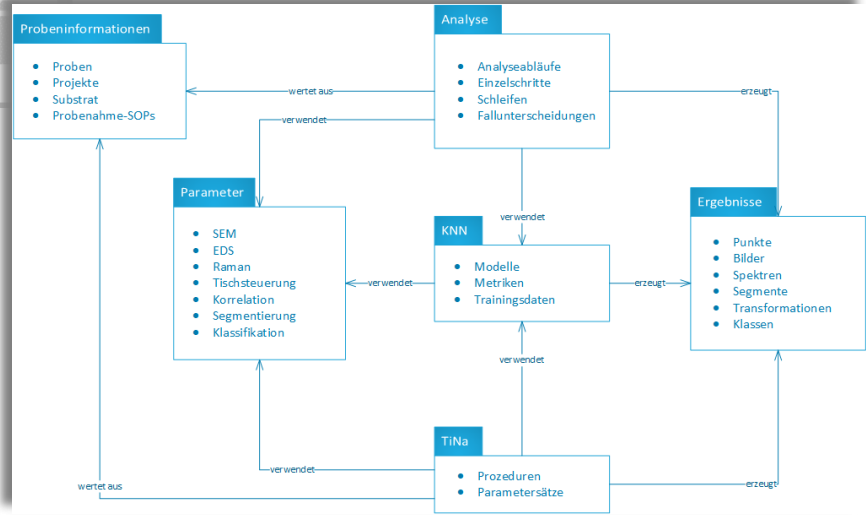 Probeninformationen
Proben
Projekte
Substrat
Probenahme-SOPs
Analyse
Analyseabläufe
Einzelschritte
Schleifen
Fallunterscheidungen
wertet aus
verwendet
erzeugt
Parameter
SEM
EDS
Raman
Tischsteuerung
Korrelation
Segmentierung
Klassifikation
verwendet
KNN
Modelle
Metriken
Trainingsdaten
verwendet
erzeugt
Ergebnisse
Punkte
Bilder
Spektren
Segmente
Transformationen
Klassen
verwendet
TiNa
Prozeduren
Parametersätze
verwendet
wertet aus
erzeugt